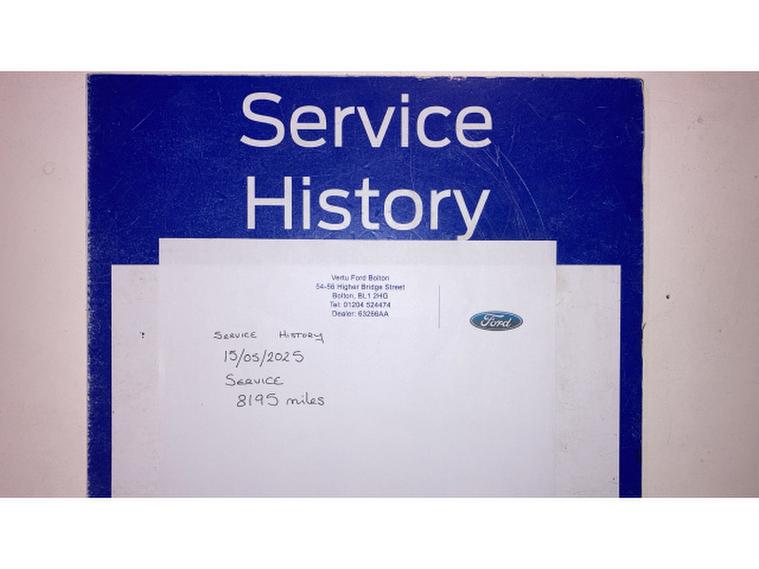 Service
History
Vertu Ford Bolton
54-56 Higher Bridge Street
Bolton, BL1 2HG
Tel: 01204 524474
Dealer: 63266AA
Ford
SERVICE HISTORY
15/05/2025
SERVICE
8195 miles